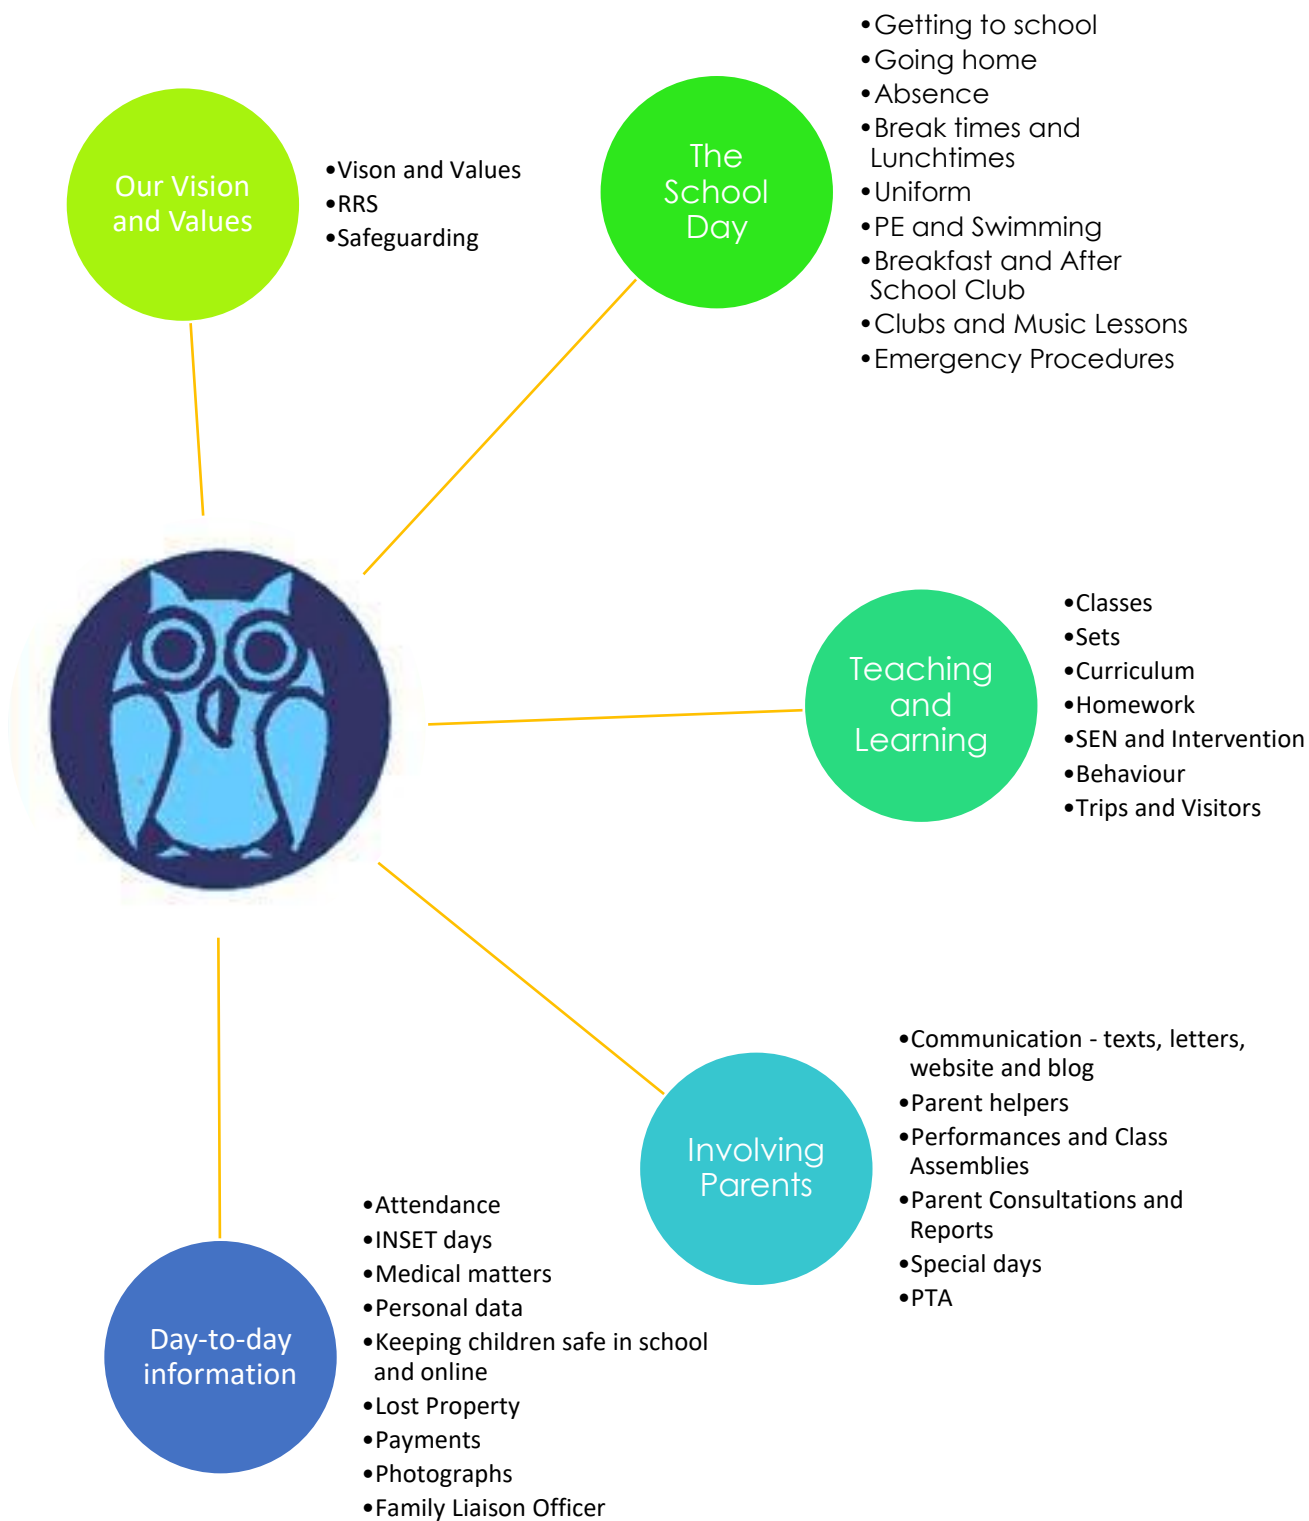 Our Vision
and Values
•Vison and Values
•RRS
•Safeguarding
The
School
Day
•Getting to school
•Going home
•Absence
•Break times and
Lunchtimes
•Uniform
•PE and Swimming
•Breakfast and After
School Club
•Clubs and Music Lessons
•Emergency Procedures
Teaching
and
Learning
•Classes
•Sets
•Curriculum
•Homework
•SEN and Intervention
•Behaviour
•Trips and Visitors
Involving
Parents
•Communication - texts, letters,
website and blog
•Parent helpers
•Performances and Class
Assemblies
•Parent Consultations and
Reports
•Special days
•PTA
Day-to-day
information
•Attendance
•INSET days
•Medical matters
•Personal data
•Keeping children safe in school
and online
•Lost Property
•Payments
•Photographs
•Family Liaison Officer